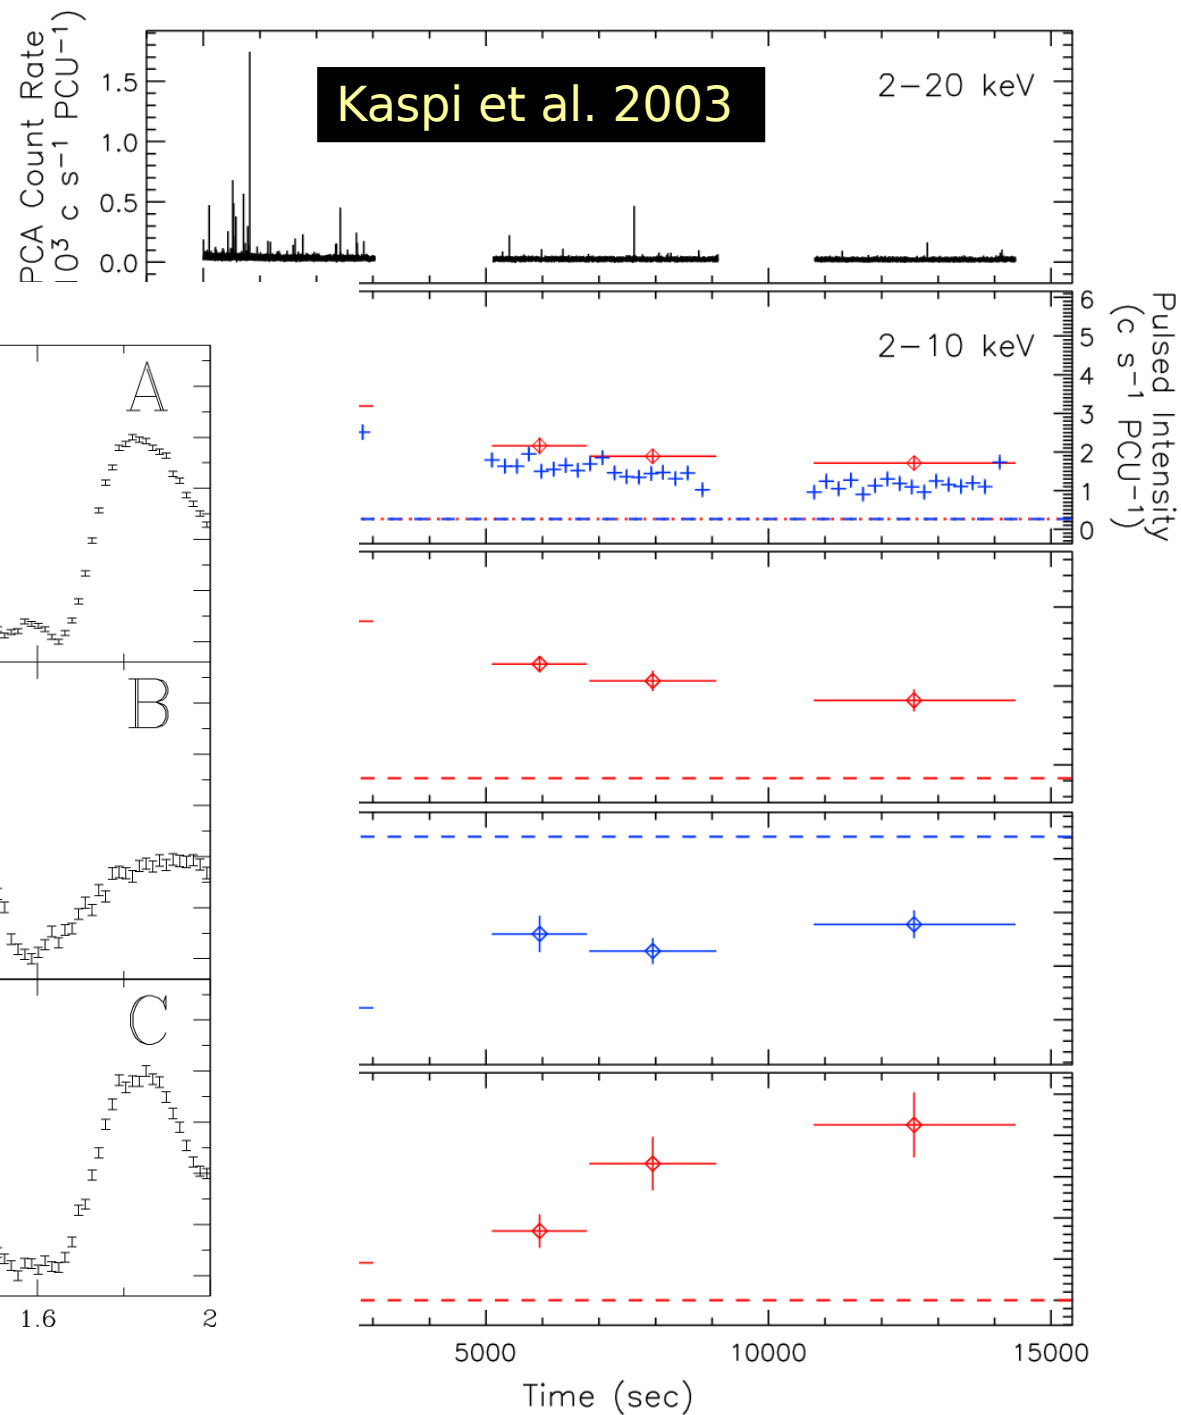 PCA Count Rate
10³ c s⁻¹ PCU⁻¹)
1.5
1.0
0.5
0.0
Kaspi et al. 2003
2−20 keV
2−10 keV
6
5
4
3
2
1
0
Pulsed Intensity
(c s⁻¹ PCU⁻¹)
A
B
C
1.6
2
5000
10000
15000
Time (sec)